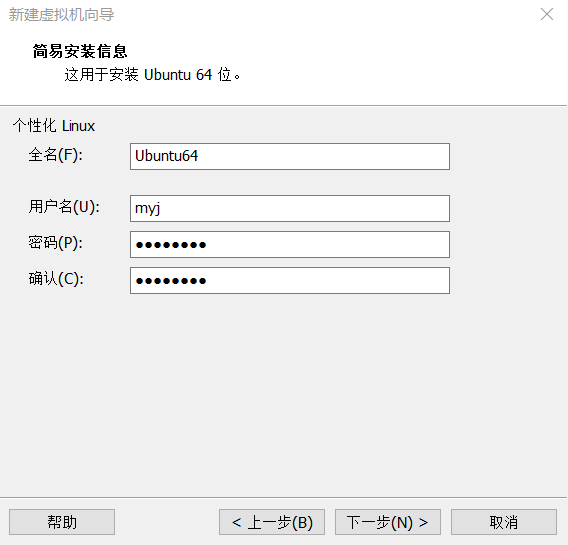 新建虚拟机向导
简易安装信息
这用于安装 Ubuntu 64 位。
个性化 Linux
全名(F): Ubuntu64
用户名(U): myj
密码(P): ●●●●●●●●
确认(C): ●●●●●●●●
帮助 < 上一步(B) 下一步(N) > 取消